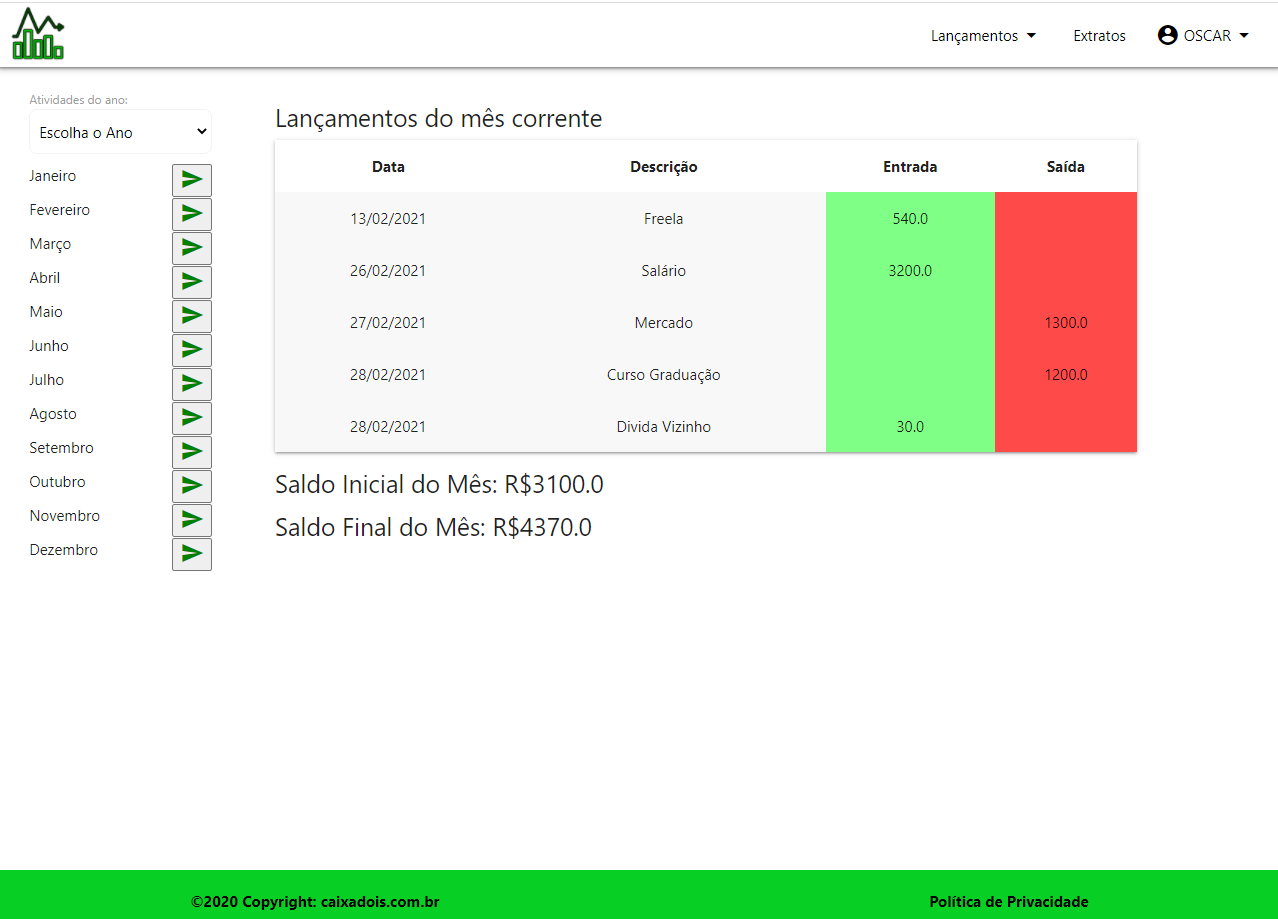 Lançamentos Extratos OSCAR
Atividades do ano:
Escolha o Ano
Janeiro
Fevereiro
Março
Abril
Maio
Junho
Julho
Agosto
Setembro
Outubro
Novembro
Dezembro
Lançamentos do mês corrente
Data Descrição Entrada Saída
13/02/2021 Freela 540.0
26/02/2021 Salário 3200.0
27/02/2021 Mercado 1300.0
28/02/2021 Curso Graduação 1200.0
28/02/2021 Divida Vizinho 30.0
Saldo Inicial do Mês: R$3100.0
Saldo Final do Mês: R$4370.0
©2020 Copyright: caixadois.com.br Política de Privacidade